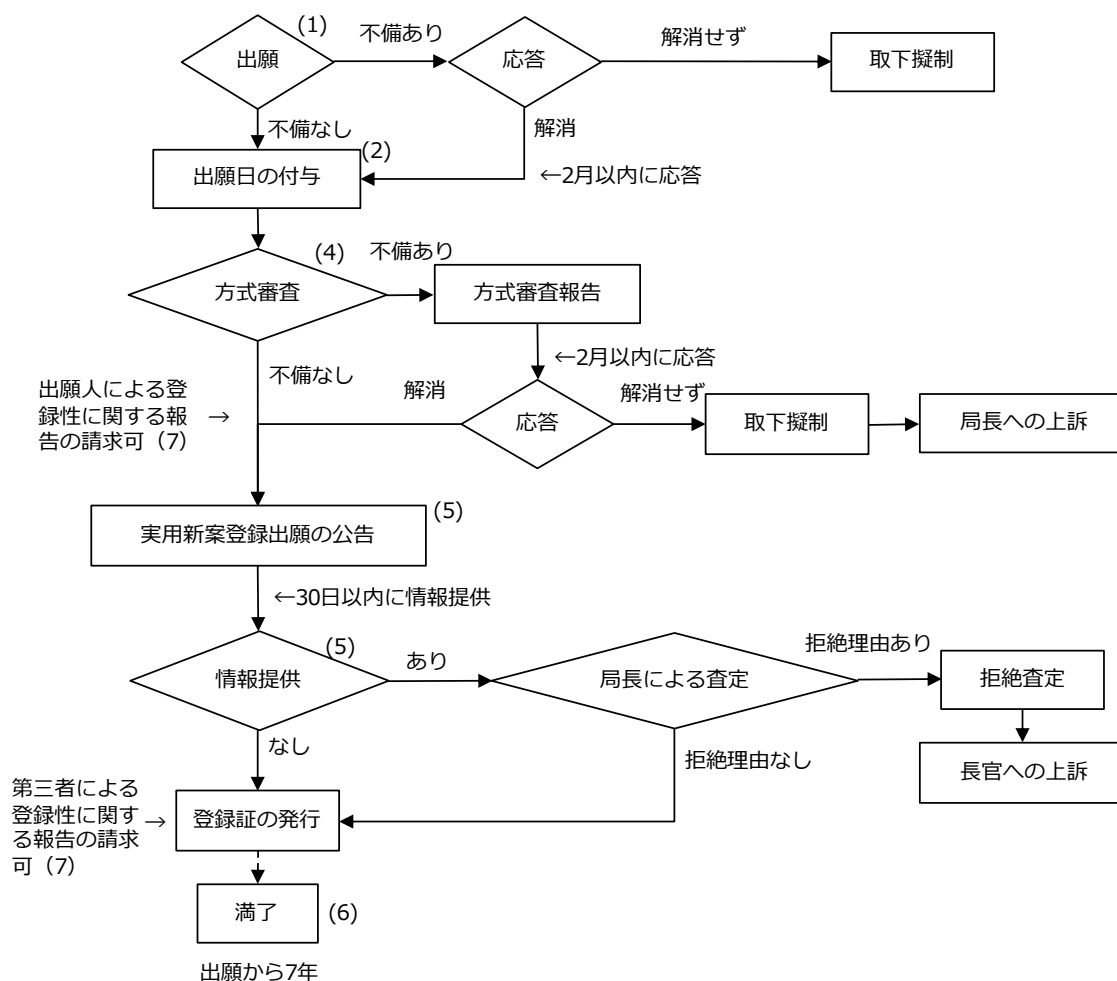 (1)
出願
不備あり
応答
解消せず
取下擬制
不備なし
解消
(2)
出願日の付与
←2月以内に応答
(4)
方式審査
不備あり
方式審査報告
←2月以内に応答
不備なし
出願人による登
録性に関する報 →
告の請求可（7）
解消
応答
解消せず
取下擬制
局長への上訴
(5)
実用新案登録出願の公告
←30日以内に情報提供
(5)
情報提供
あり
局長による査定
拒絶理由あり
拒絶査定
なし
拒絶理由なし
長官への上訴
第三者による
登録性に関す →
る報告の請求
可（7）
登録証の発行
満了
(6)
出願から7年